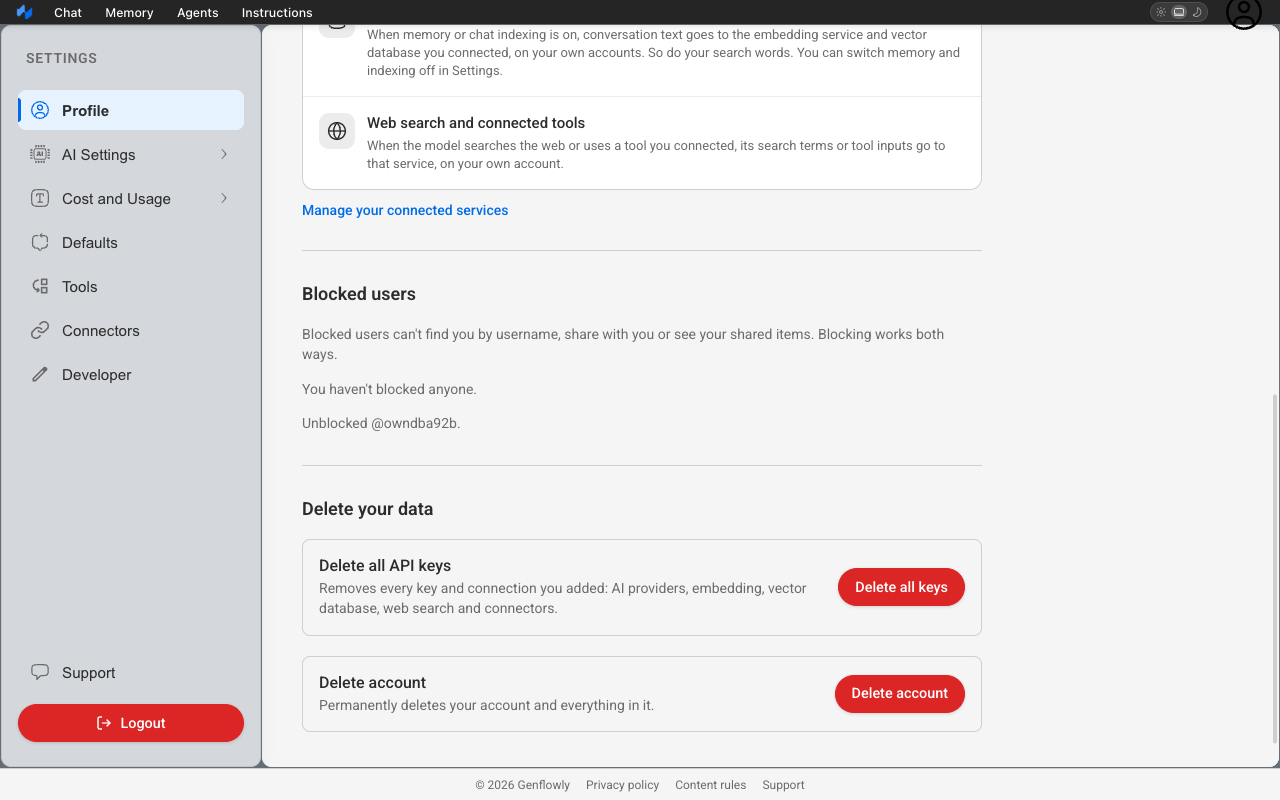 Chat Memory Agents Instructions
SETTINGS
Profile
AI Settings
Cost and Usage
Defaults
Tools
Connectors
Developer
Support
Logout
When memory or chat indexing is on, conversation text goes to the embedding service and vector
database you connected, on your own accounts. So do your search words. You can switch memory and
indexing off in Settings.
Web search and connected tools
When the model searches the web or uses a tool you connected, its search terms or tool inputs go to
that service, on your own account.
Manage your connected services
Blocked users
Blocked users can't find you by username, share with you or see your shared items. Blocking works both
ways.
You haven't blocked anyone.
Unblocked @owndba92b.
Delete your data
Delete all API keys
Removes every key and connection you added: AI providers, embedding, vector
database, web search and connectors.
Delete all keys
Delete account
Permanently deletes your account and everything in it.
Delete account
© 2026 Genflowly Privacy policy Content rules Support